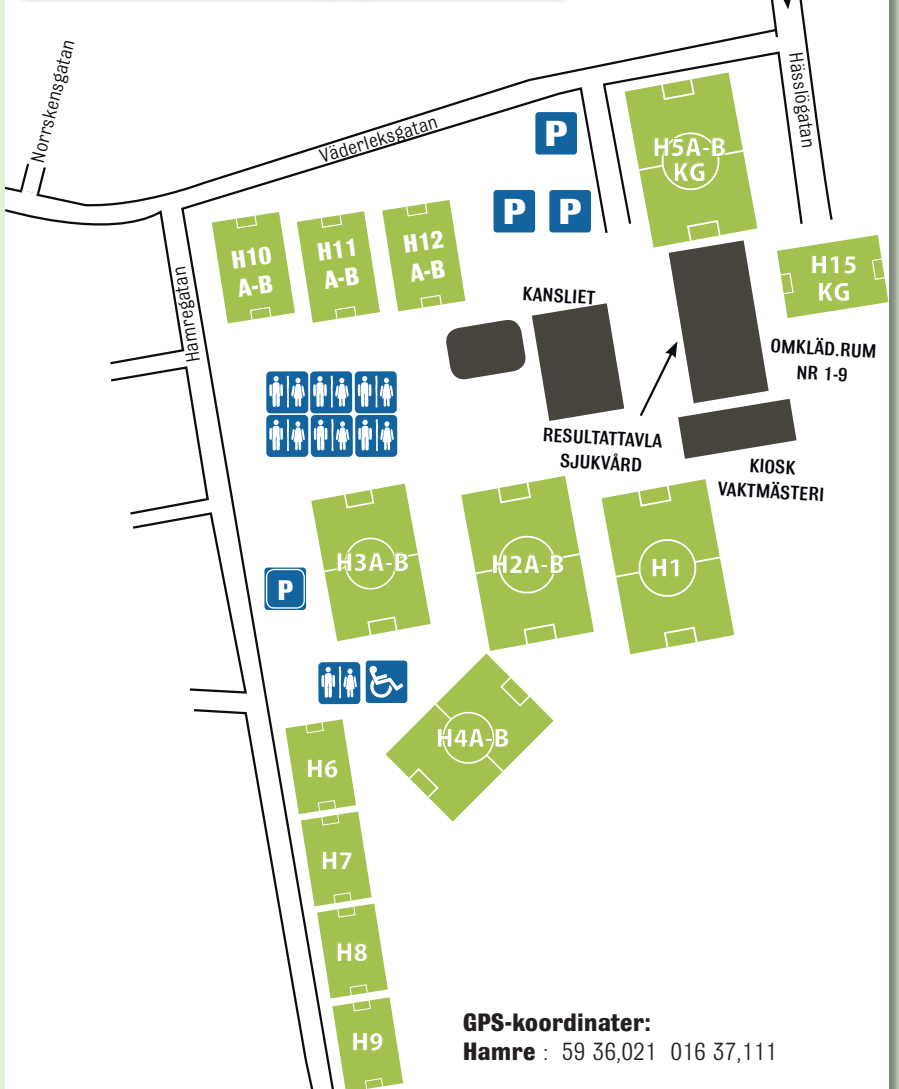 Norrskensgatan
Väderleksgatan
Hässlögatan
Hamregatan
P
P P
H5A-B
KG
H10
A-B
H11
A-B
H12
A-B
H15
KG
KANSLIET
OMKLÄD.RUM
NR 1-9
RESULTATTAVLA
SJUKVÅRD
KIOSK
VAKTMÄSTERI
H3A-B
H2A-B
H1
P
H4A-B
H6
H7
H8
H9
GPS-koordinater:
Hamre : 59 36,021 016 37,111